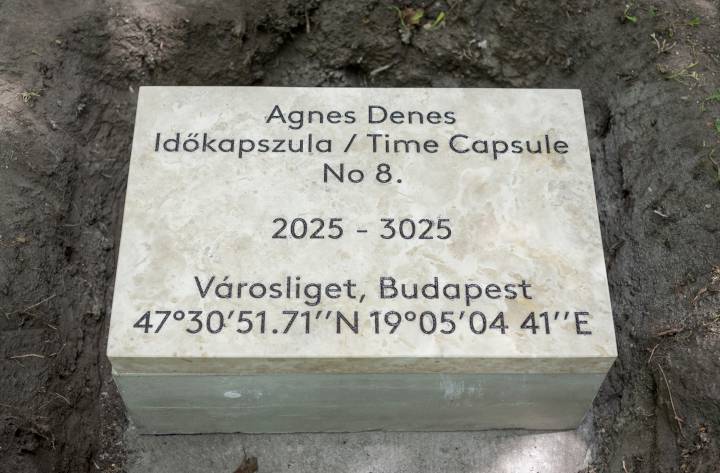 Agnes Denes
Időkapszula / Time Capsule
No 8.
2025 - 3025
Városliget, Budapest
47°30′51.71′′N 19°05′04 41′′E